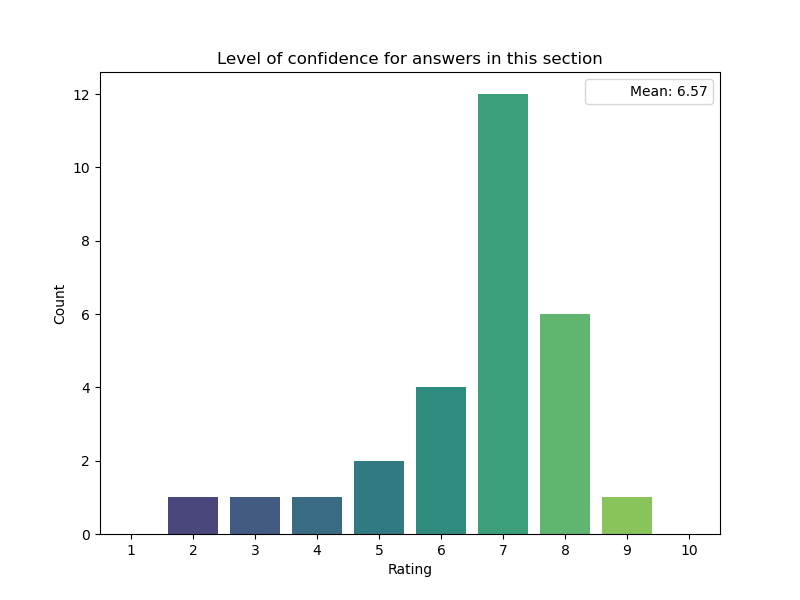 Level of confidence for answers in this section
Mean: 6.57
12
10
8
6
4
2
0
Count
1 2 3 4 5 6 7 8 9 10
Rating